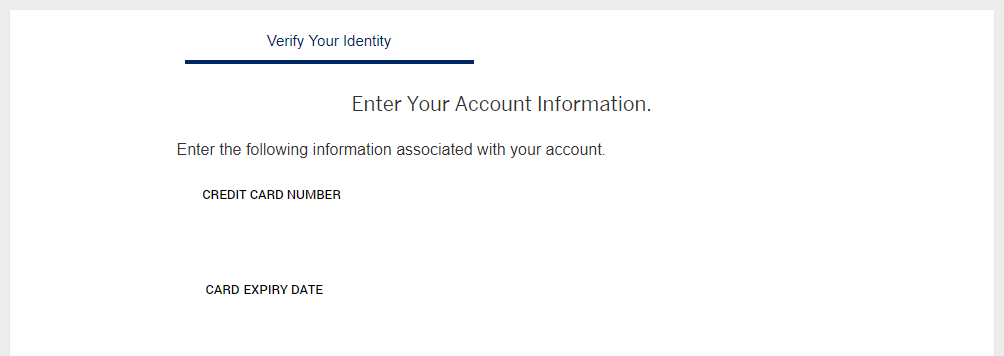 Verify Your Identity
Enter Your Account Information.
Enter the following information associated with your account.
CREDIT CARD NUMBER
CARD EXPIRY DATE